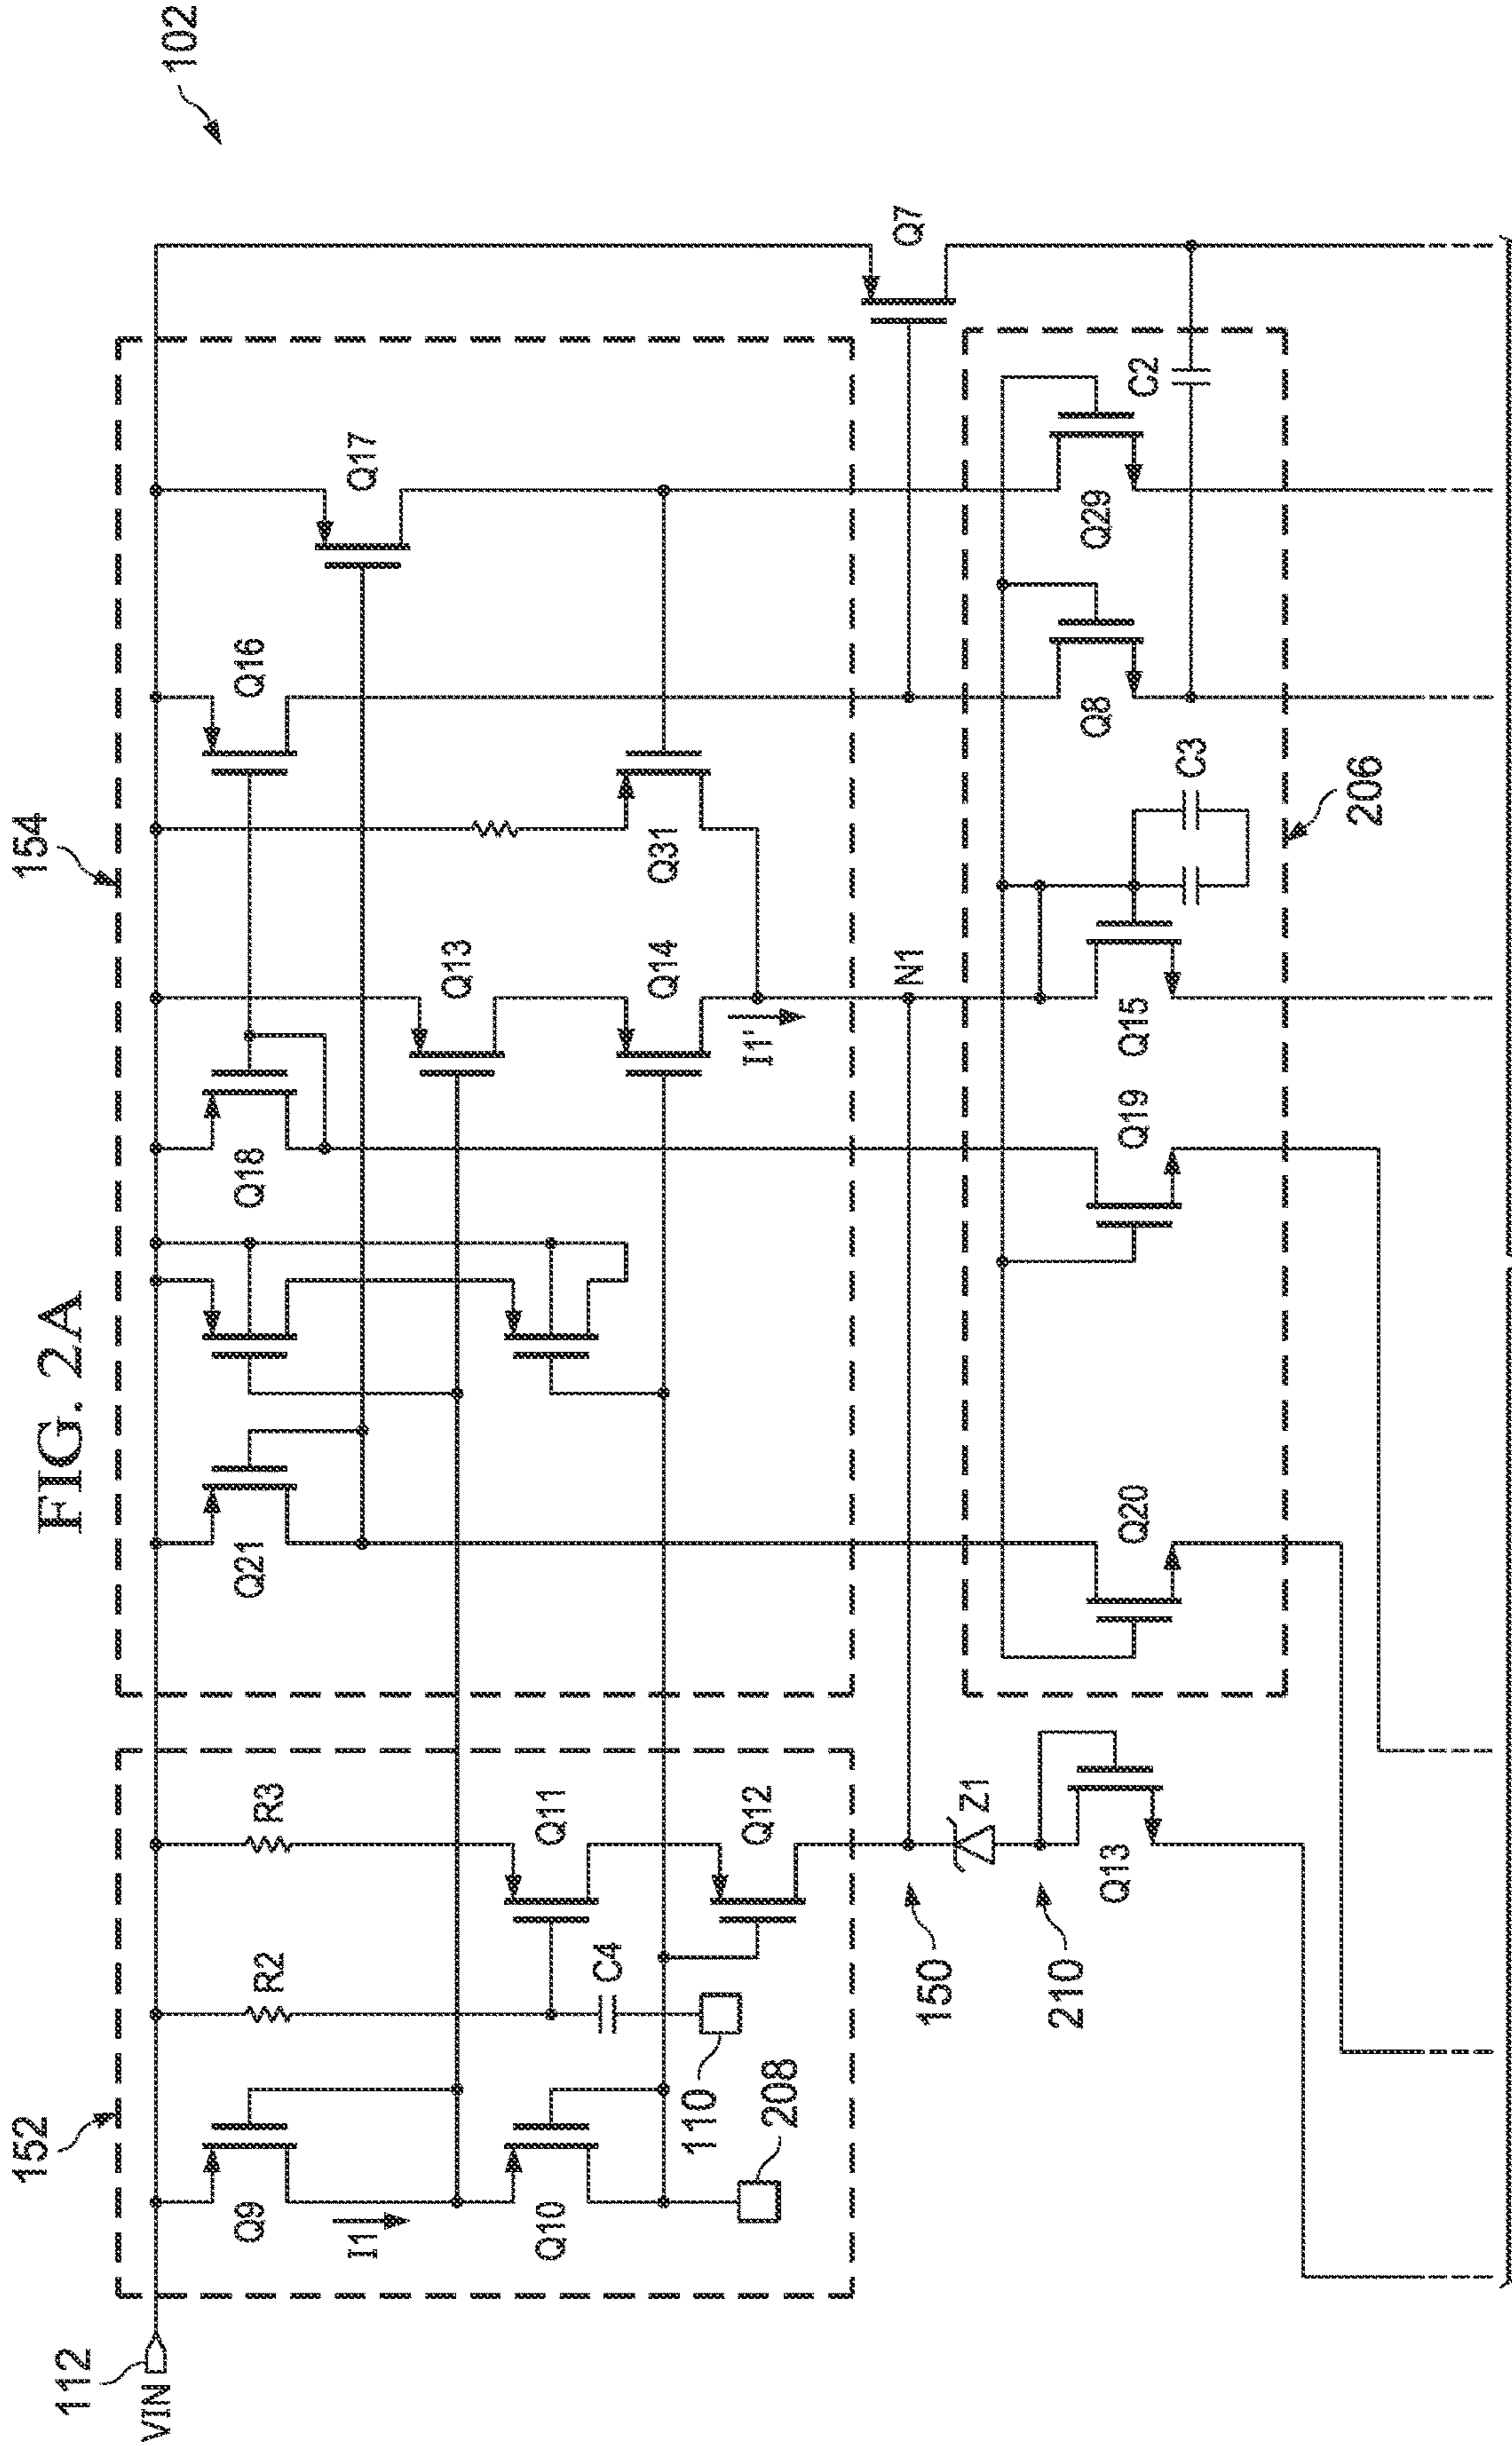 FIG. 2A
102
152
154
112
VIN
Q9
R2
R3
Q21
Q18
Q16
Q17
I1
Q10
Q11
C4
Q12
Q13
Q14
Q31
I1'
110
208
150
N1
Q7
Z1
210
Q13
Q20
Q19
Q15
C3
Q8
Q29
C2
206